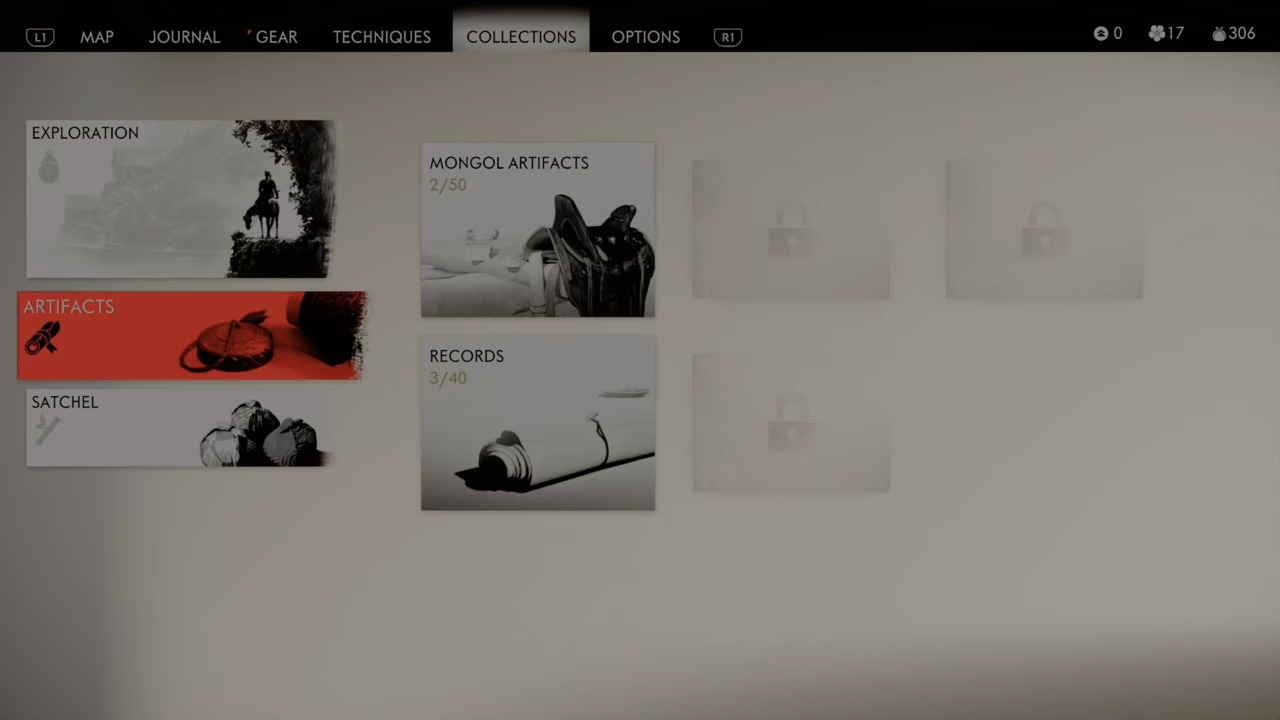 L1 MAP JOURNAL GEAR TECHNIQUES COLLECTIONS OPTIONS R1 0 17 306
EXPLORATION
ARTIFACTS
SATCHEL
MONGOL ARTIFACTS
2/50
RECORDS
3/40